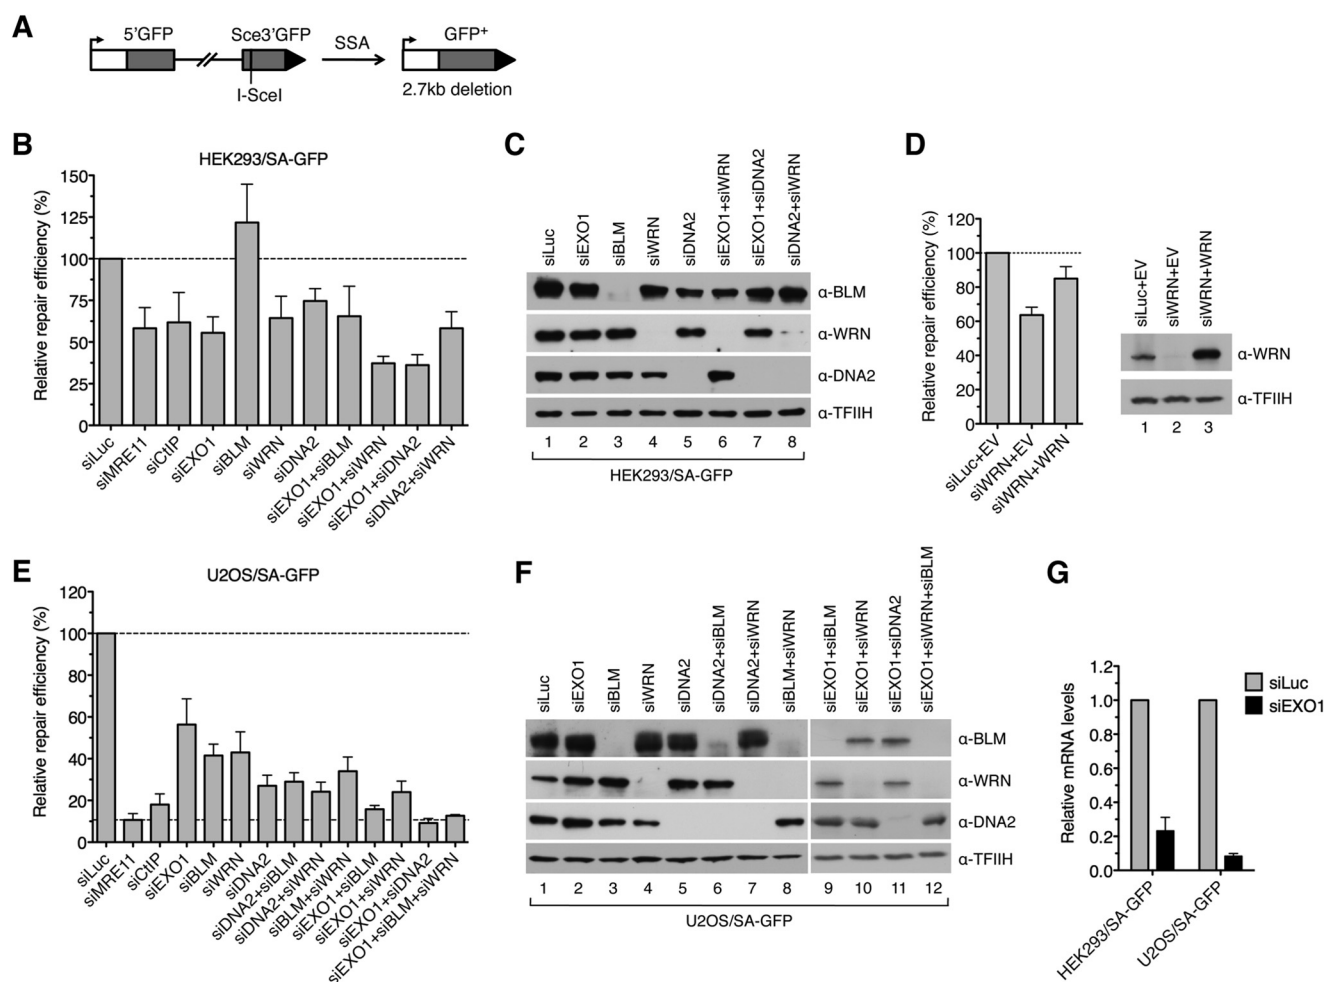 A
5’GFP
Sce3’GFP
SSA
GFP+
I-SceI
2.7kb deletion
B
HEK293/SA-GFP
Relative repair efficiency (%)
150
125
100
75
50
25
0
siLuc
siMRE11
siCtIP
siEXO1
siBLM
siWRN
siDNA2
siEXO1+siBLM
siEXO1+siWRN
siEXO1+siDNA2
siDNA2+siWRN
C
siLuc
siEXO1
siBLM
siWRN
siDNA2
siEXO1+siWRN
siEXO1+siDNA2
siDNA2+siWRN
α-BLM
α-WRN
α-DNA2
α-TFIIH
1 2 3 4 5 6 7 8
HEK293/SA-GFP
D
Relative repair efficiency (%)
120
100
80
60
40
20
0
siLuc+EV
siWRN+EV
siWRN+WRN
siLuc+EV
siWRN+EV
siWRN+WRN
α-WRN
α-TFIIH
1 2 3
E
U2OS/SA-GFP
Relative repair efficiency (%)
120
100
80
60
40
20
0
siLuc
siMRE11
siCtIP
siEXO1
siBLM
siWRN
siDNA2
siDNA2+siBLM
siDNA2+siWRN
siBLM+siWRN
siEXO1+siBLM
siEXO1+siWRN
siEXO1+siDNA2
siEXO1+siBLM+siWRN
F
siLuc
siEXO1
siBLM
siWRN
siDNA2
siDNA2+siBLM
siDNA2+siWRN
siBLM+siWRN
siEXO1+siBLM
siEXO1+siWRN
siEXO1+siDNA2
siEXO1+siWRN+siBLM
α-BLM
α-WRN
α-DNA2
α-TFIIH
1 2 3 4 5 6 7 8 9 10 11 12
U2OS/SA-GFP
G
Relative mRNA levels
1.2
1.0
0.8
0.6
0.4
0.2
0.0
siLuc
siEXO1
HEK293/SA-GFP
U2OS/SA-GFP